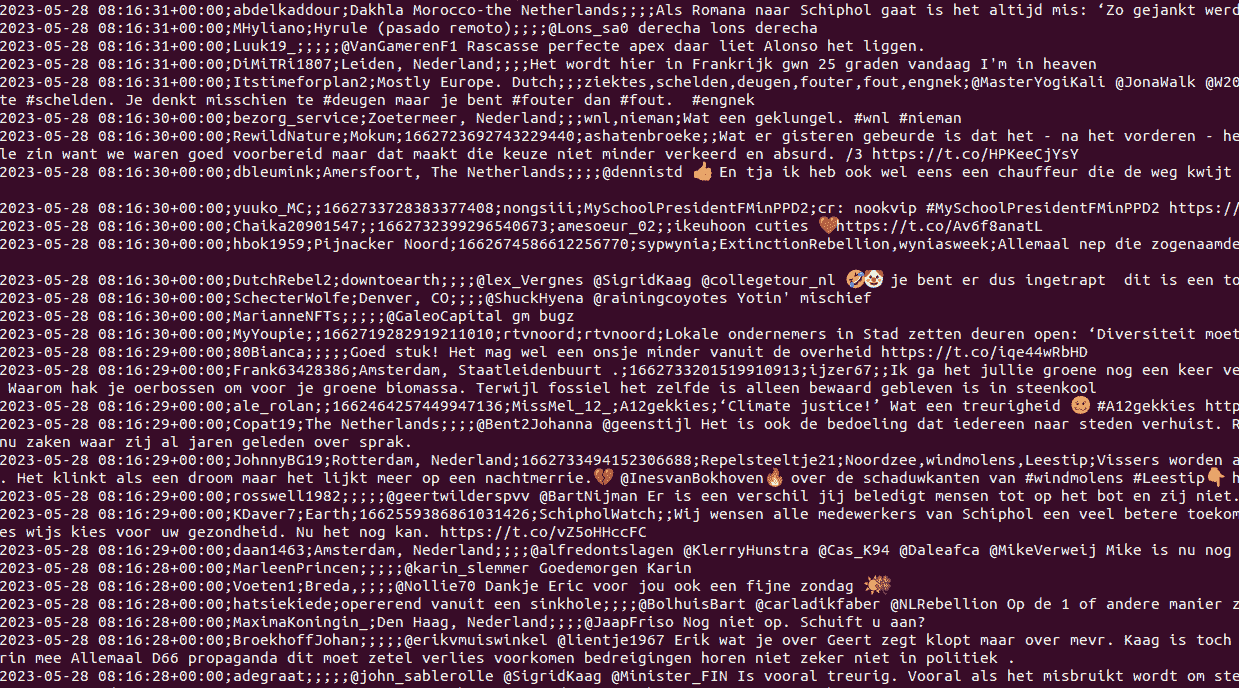 2023-05-28 08:16:31+00:00;abdelkaddour;Dakhla Morocco-the Netherlands;;;;Als Romana naar Schiphol gaat is het altijd mis: ‘Zo gejankt werd
2023-05-28 08:16:31+00:00;MHyliano;Hyrule (pasado remoto);;;;@Lons_sa0 derecha lons derecha
2023-05-28 08:16:31+00:00;Luuk19_;;;;;@VanGamerenF1 Rascasse perfecte apex daar liet Alonso het liggen.
2023-05-28 08:16:31+00:00;DiMiTRi1807;Leiden, Nederland;;;;Het wordt hier in Frankrijk gwn 25 graden vandaag I'm in heaven
2023-05-28 08:16:31+00:00;Itstimeforplan2;Mostly Europe. Dutch;;;ziektes,schelden,deugen,fouter,fout,engnek;@MasterYogiKali @JonaWalk @W20
te #schelden. Je denkt misschien te #deugen maar je bent #fouter dan #fout.  #engnek
2023-05-28 08:16:30+00:00;bezorg_service;Zoetermeer, Nederland;;;wnl,nieman;Wat een geklungel. #wnl #nieman
2023-05-28 08:16:30+00:00;RewildNature;Mokum;1662723692743229440;ashatenbroeke;;Wat er gisteren gebeurde is dat het - na het vorderen - he
le zin want we waren goed voorbereid maar dat maakt die keuze niet minder verkeerd en absurd. /3 https://t.co/HPKeeCjYsY
2023-05-28 08:16:30+00:00;dbleumink;Amersfoort, The Netherlands;;;;@dennistd 👍 En tja ik heb ook wel eens een chauffeur die de weg kwijt
2023-05-28 08:16:30+00:00;yuuko_MC;;1662733728383377408;nongsiii;MySchoolPresidentFMinPPD2;cr: nookvip #MySchoolPresidentFMinPPD2 https://
2023-05-28 08:16:30+00:00;Chaika20901547;;1662732399296540673;amesoeur_02;;ikeuhoon cuties 🤎https://t.co/Av6f8anatL
2023-05-28 08:16:30+00:00;hbok1959;Pijnacker Noord;1662674586612256770;sypwynia;ExtinctionRebellion,wyniasweek;Allemaal nep die zogenaamde
2023-05-28 08:16:30+00:00;DutchRebel2;downtoearth;;;;@lex_Vergnes @SigridKaag @collegetour_nl 🤣🤡 je bent er dus ingetrapt  dit is een to
2023-05-28 08:16:30+00:00;SchecterWolfe;Denver, CO;;;;@ShuckHyena @rainingcoyotes Yotin' mischief
2023-05-28 08:16:30+00:00;MarianneNFTs;;;;;@GaleoCapital gm bugz
2023-05-28 08:16:30+00:00;MyYoupie;;1662719282919211010;rtvnoord;rtvnoord;Lokale ondernemers in Stad zetten deuren open: ‘Diversiteit moet
2023-05-28 08:16:29+00:00;80Bianca;;;;;Goed stuk! Het mag wel een onsje minder vanuit de overheid https://t.co/iqe44wRbHD
2023-05-28 08:16:29+00:00;Frank63428386;Amsterdam, Staatleidenbuurt .;1662733201519910913;ijzer67;;Ik ga het jullie groene nog een keer ve
 Waarom hak je oerbossen om voor je groene biomassa. Terwijl fossiel het zelfde is alleen bewaard gebleven is in steenkool
2023-05-28 08:16:29+00:00;ale_rolan;;1662464257449947136;MissMel_12_;A12gekkies;‘Climate justice!’ Wat een treurigheid 🙂 #A12gekkies http
2023-05-28 08:16:29+00:00;Copat19;The Netherlands;;;;@Bent2Johanna @geenstijl Het is ook de bedoeling dat iedereen naar steden verhuist. R
nu zaken waar zij al jaren geleden over sprak.
2023-05-28 08:16:29+00:00;JohnnyBG19;Rotterdam, Nederland;1662733494152306688;Repelsteeltje21;Noordzee,windmolens,Leestip;Vissers worden a
. Het klinkt als een droom maar het lijkt meer op een nachtmerrie.💔 @InesvanBokhoven🔥 over de schaduwkanten van #windmolens #Leestip👇 h
2023-05-28 08:16:29+00:00;rosswell1982;;;;;@geertwilderspvv @BartNijman Er is een verschil jij beledigt mensen tot op het bot en zij niet.
2023-05-28 08:16:29+00:00;KDaver7;Earth;1662559386861031426;SchipholWatch;;Wij wensen alle medewerkers van Schiphol een veel betere toekom
es wijs kies voor uw gezondheid. Nu het nog kan. https://t.co/vZ5oHHccFC
2023-05-28 08:16:29+00:00;daan1463;Amsterdam, Nederland;;;;@alfredontslagen @KlerryHunstra @Cas_K94 @Daleafca @MikeVerweij Mike is nu nog
2023-05-28 08:16:28+00:00;MarleenPrincen;;;;;@karin_slemmer Goedemorgen Karin
2023-05-28 08:16:28+00:00;Voeten1;Breda,;;;;@Nollie70 Dankje Eric voor jou ook een fijne zondag
2023-05-28 08:16:28+00:00;hatsiekiede;opererend vanuit een sinkhole;;;;@BolhuisBart @carladikfaber @NLRebellion Op de 1 of andere manier z
2023-05-28 08:16:28+00:00;MaximaKoningin_;Den Haag, Nederland;;;;@JaapFriso Nog niet op. Schuift u aan?
2023-05-28 08:16:28+00:00;BroekhoffJohan;;;;;@erikvmuiswinkel @lientje1967 Erik wat je over Geert zegt klopt maar over mevr. Kaag is toch
rin mee Allemaal D66 propaganda dit moet zetel verlies voorkomen bedreigingen horen niet zeker niet in politiek .
2023-05-28 08:16:28+00:00;adegraat;;;;;@john_sablerolle @SigridKaag @Minister_FIN Is vooral treurig. Vooral als het misbruikt wordt om ste